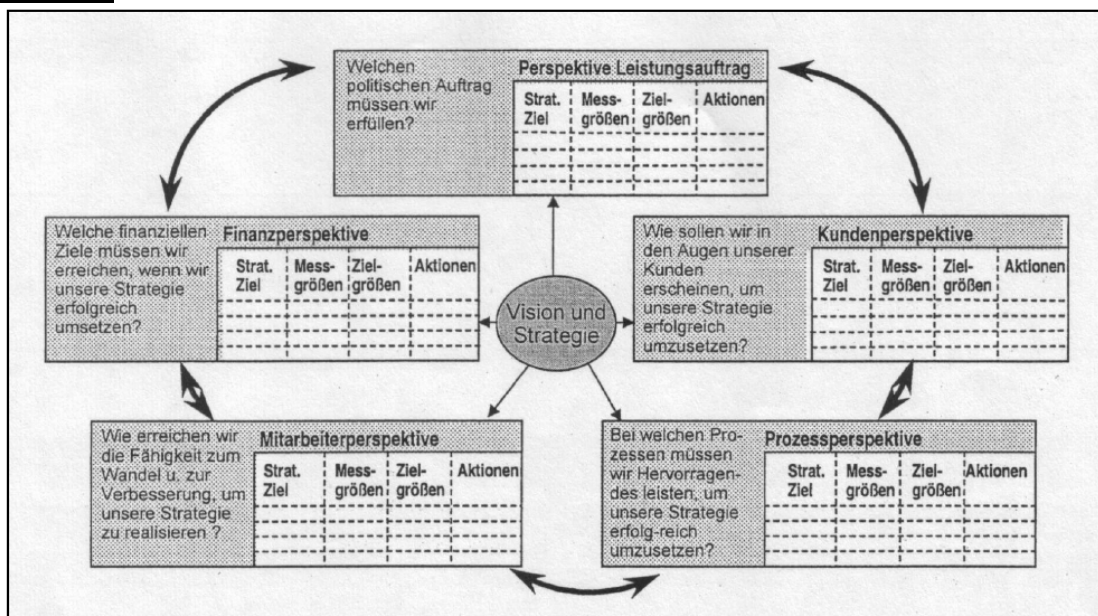 Welchen
politischen Auftrag
müssen wir
erfüllen?
Perspektive Leistungsauftrag
Strat. Mess- Ziel- Aktionen
Ziel größen größen
Welche finanziellen
Ziele müssen wir
erreichen, wenn wir
unsere Strategie
erfolgreich
umsetzen?
Finanzperspektive
Strat. Mess- Ziel- Aktionen
Ziel größen größen
Wie sollen wir in
den Augen unserer
Kunden
erscheinen, um
unsere Strategie
erfolgreich
umzusetzen?
Kundenperspektive
Strat. Mess- Ziel- Aktionen
Ziel größen größen
Vision und
Strategie
Wie erreichen wir
die Fähigkeit zum
Wandel u. zur
Verbesserung, um
unsere Strategie
zu realisieren ?
Mitarbeiterperspektive
Strat. Mess- Ziel- Aktionen
Ziel größen größen
Bei welchen Pro-
zessen müssen
wir Hervorragen-
des leisten, um
unsere Strategie
erfolg-reich
umzusetzen?
Prozessperspektive
Strat. Mess- Ziel- Aktionen
Ziel größen größen